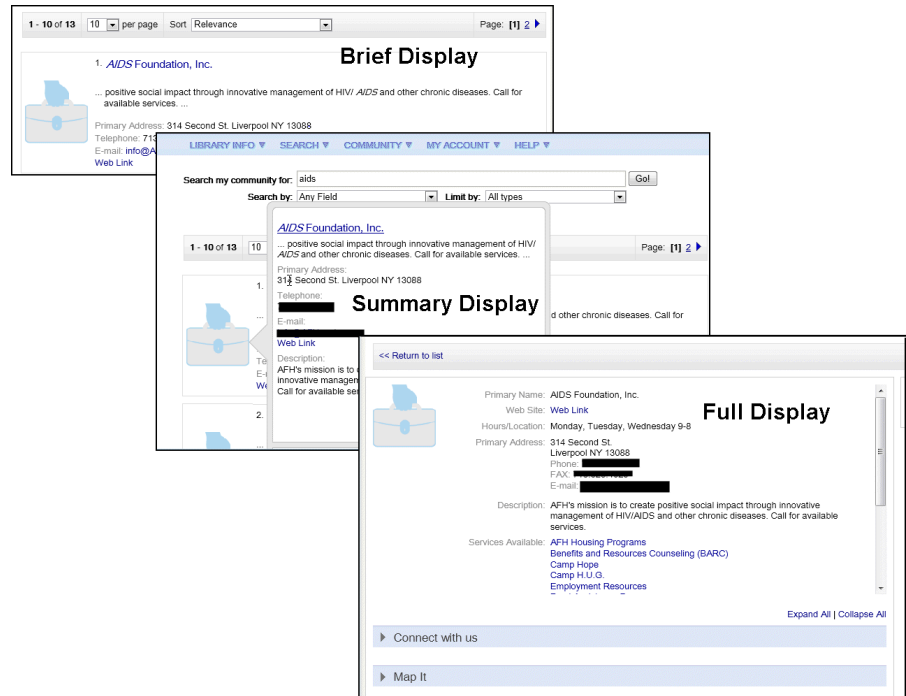 1 - 10 of 13 10 per page Sort Relevance Page: [1] 2
Brief Display
1. AIDS Foundation, Inc.
... positive social impact through innovative management of HIV/ AIDS and other chronic diseases. Call for
available services. ...
Primary Address: 314 Second St. Liverpool NY 13088
Telephone: 713
E-mail: info@A
Web Link
LIBRARY INFO SEARCH COMMUNITY MY ACCOUNT HELP
Search my community for: aids Go!
Search by: Any Field Limit by: All types
1 - 10 of 13 10 Page: [1] 2
AIDS Foundation, Inc.
... positive social impact through innovative management of HIV/
AIDS and other chronic diseases. Call for available services. ...
Primary Address:
314 Second St. Liverpool NY 13088
Telephone:
E-mail:
Web Link
Description:
AFH's mission is to
innovative managem
Call for available ser
Summary Display
1.
... d other chronic diseases. Call for
Te
E-
We
2.
...
<< Return to list
Full Display
Primary Name: AIDS Foundation, Inc.
Web Site: Web Link
Hours/Location: Monday, Tuesday, Wednesday 9-8
Primary Address: 314 Second St.
Liverpool NY 13088
Phone:
FAX:
E-mail:
Description: AFH's mission is to create positive social impact through innovative
management of HIV/AIDS and other chronic diseases. Call for available
services.
Services Available: AFH Housing Programs
Benefits and Resources Counseling (BARC)
Camp Hope
Camp H.U.G.
Employment Resources
Expand All | Collapse All
Connect with us
Map It